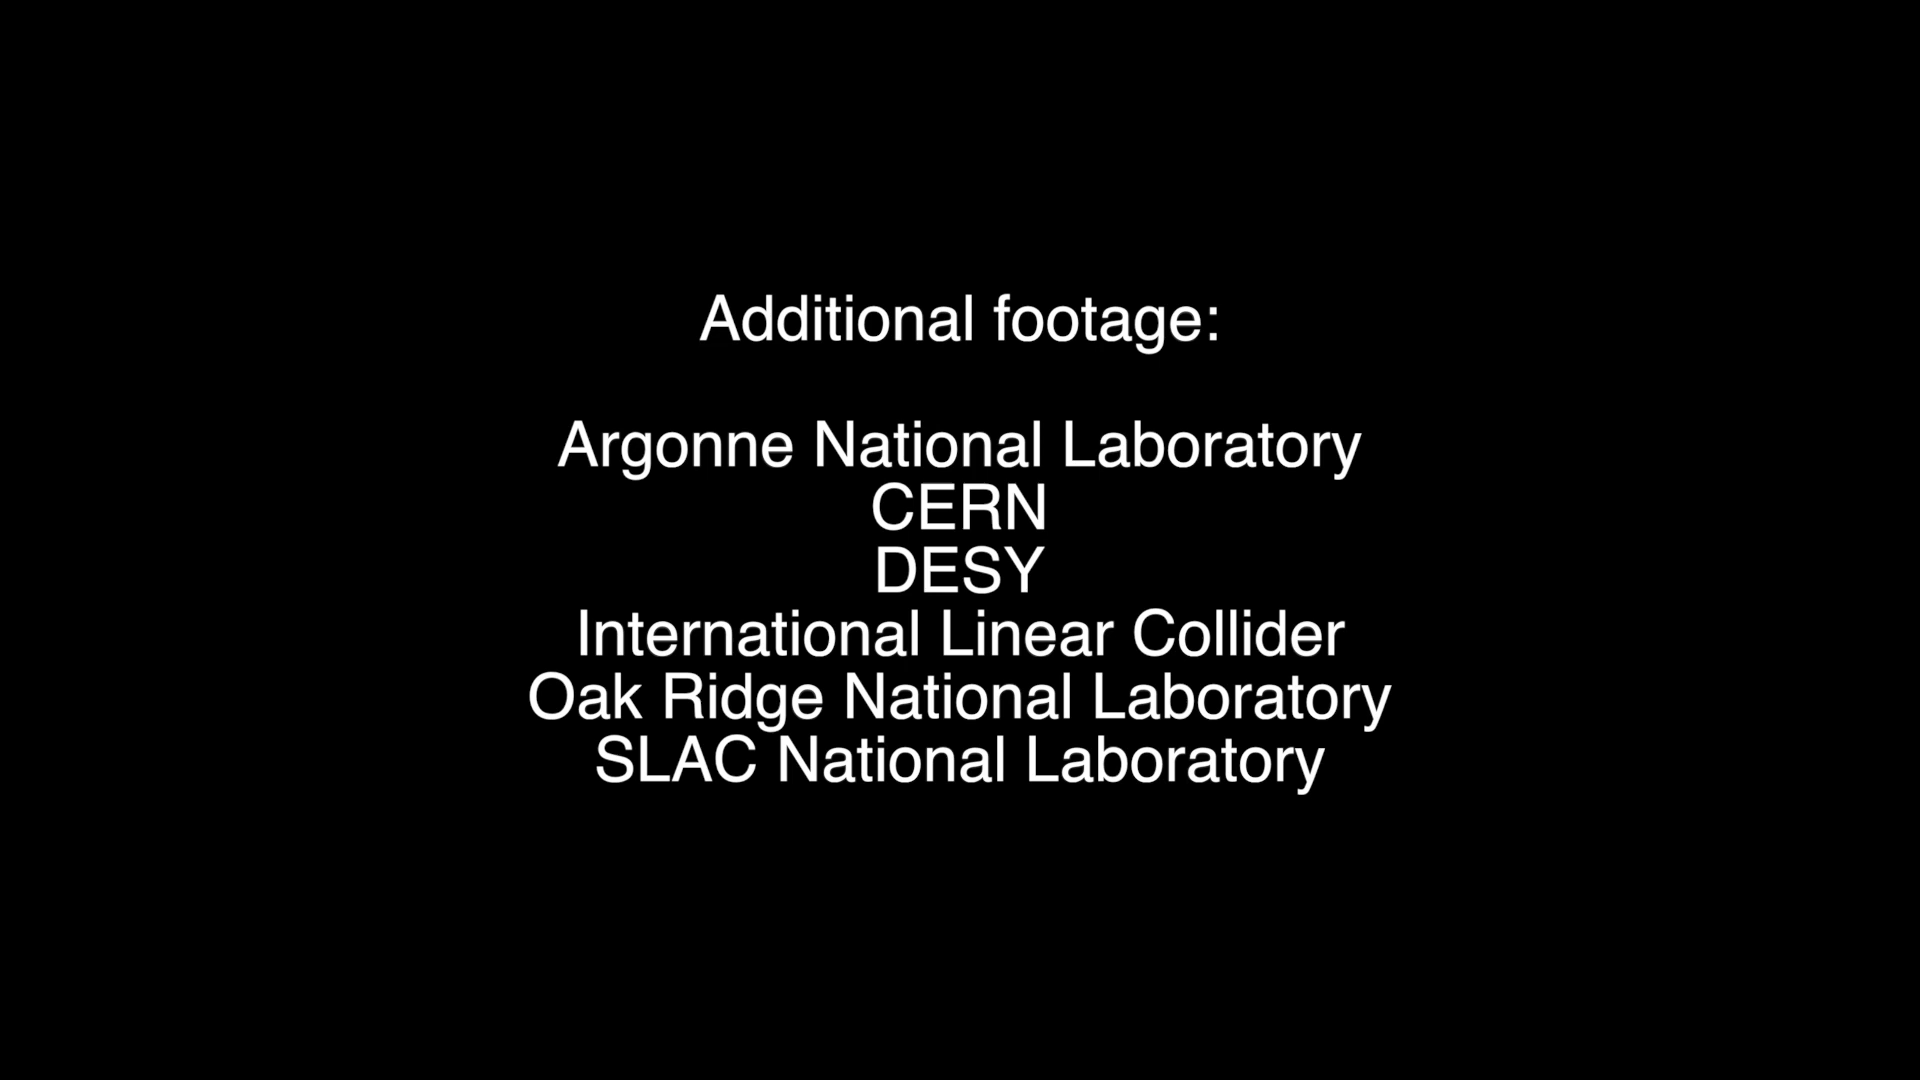 Additional footage:
Argonne National Laboratory
CERN
DESY
International Linear Collider
Oak Ridge National Laboratory
SLAC National Laboratory